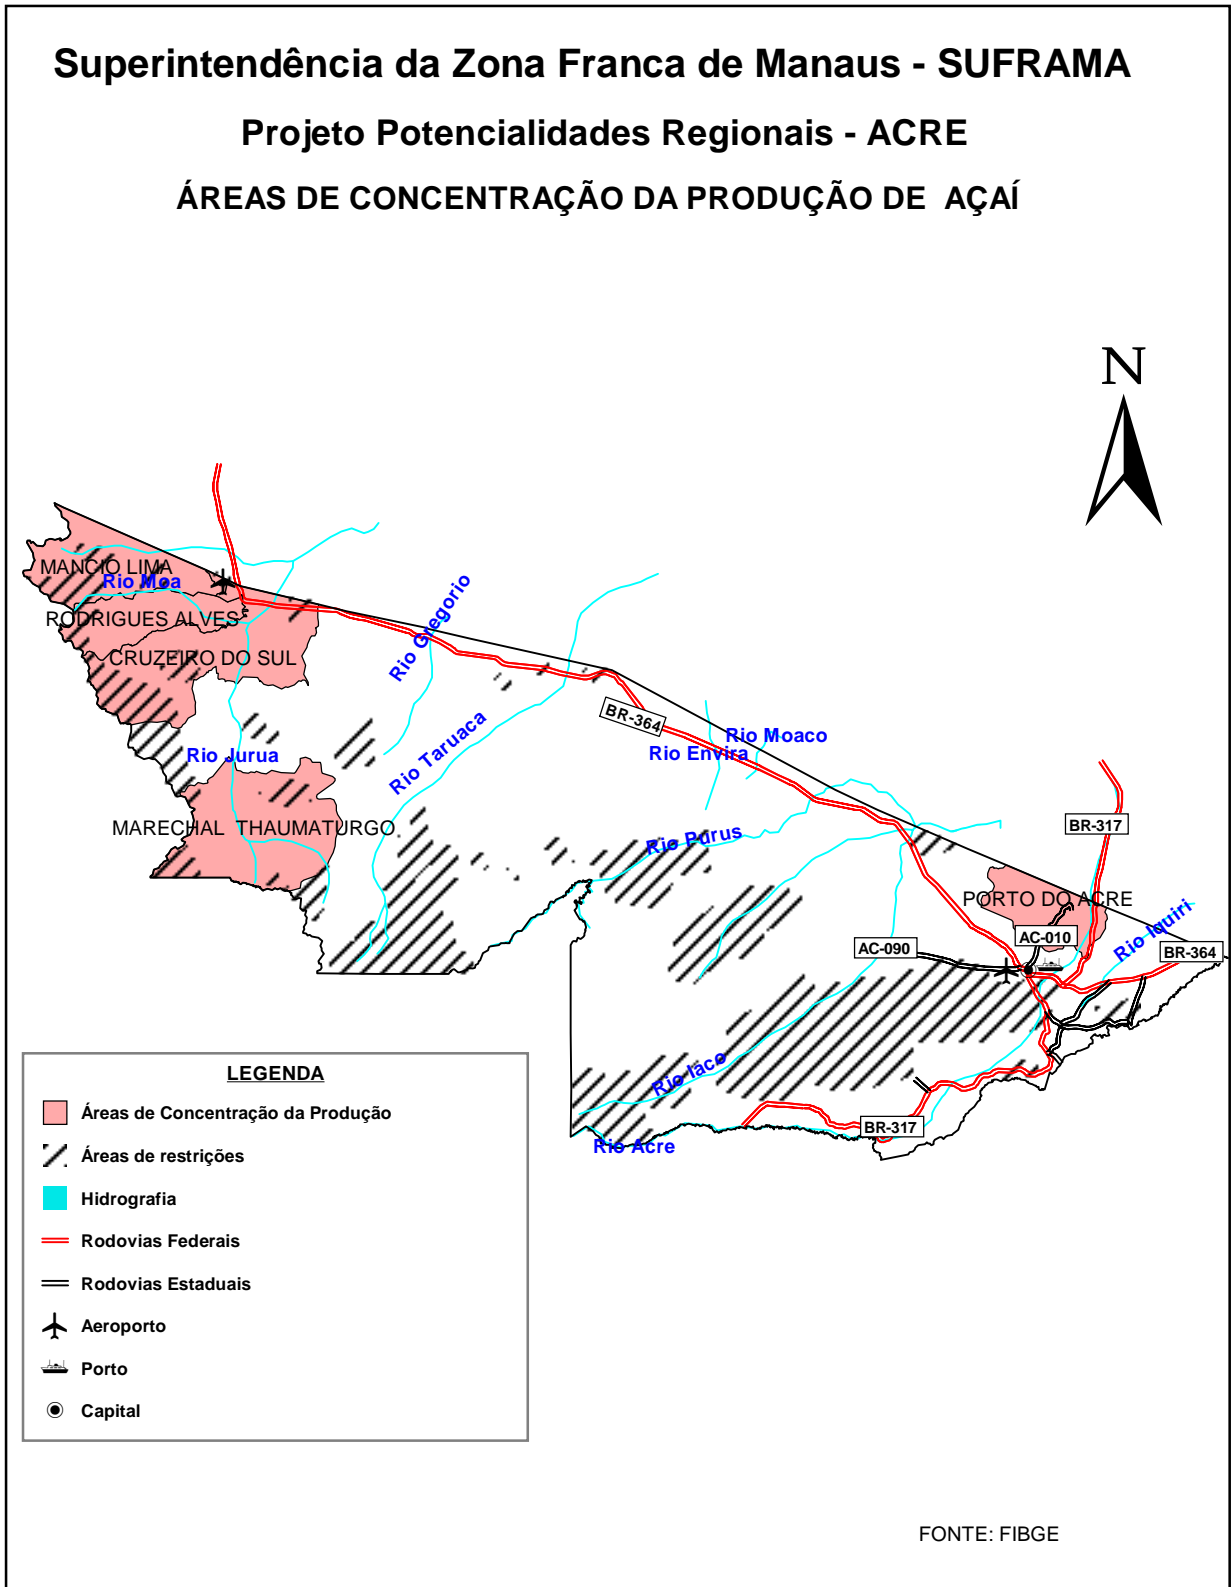 Superintendência da Zona Franca de Manaus - SUFRAMA
Projeto Potencialidades Regionais - ACRE
ÁREAS DE CONCENTRAÇÃO DA PRODUÇÃO DE AÇAÍ
N
MANCIO LIMA
Rio Moa
RODRIGUES ALVES
CRUZEIRO DO SUL
Rio Gregorio
Rio Taruaca
Rio Jurua
BR-364
Rio Moaco
Rio Envira
MARECHAL THAUMATURGO
Rio Purus
BR-317
PORTO DO ACRE
AC-010
Rio Iquiri
AC-090
BR-364
Rio Iaco
BR-317
Rio Acre
LEGENDA
Áreas de Concentração da Produção
Áreas de restrições
Hidrografia
Rodovias Federais
Rodovias Estaduais
Aeroporto
Porto
Capital
FONTE: FIBGE